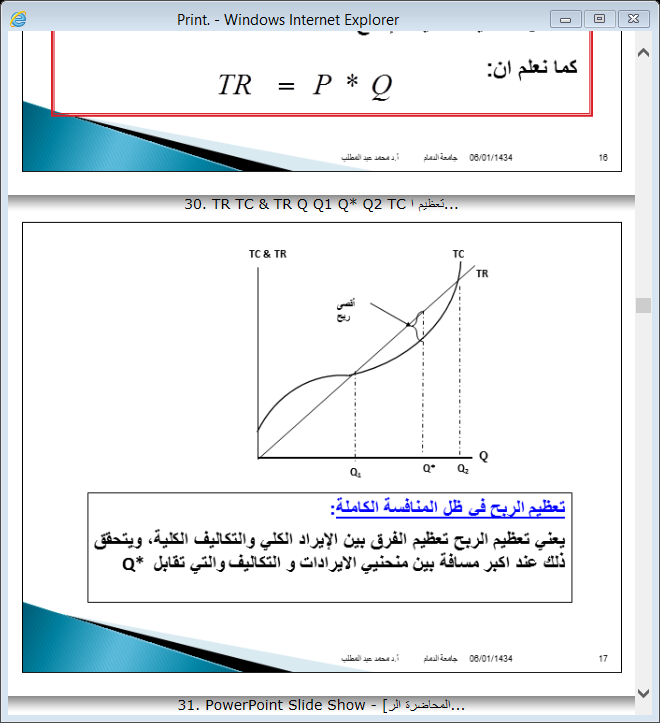 Print. - Windows Internet Explorer
كما نعلم ان:
TR = P * Q
06/01/1434 جامعة الدمام أ.د محمد عبد المطلب 16
30. TR TC & TR Q Q1 Q* Q2 TC تعظيم ا...
TC & TR
TC
TR
أقصى
ربح
Q
Q₁
Q*
Q₂
تعظيم الربح في ظل المنافسة الكاملة:
يعني تعظيم الربح تعظيم الفرق بين الإيراد الكلي والتكاليف الكلية، ويتحقق
ذلك عند اكبر مسافة بين منحنيي الايرادات و التكاليف والتي تقابل Q*
06/01/1434 جامعة الدمام أ.د محمد عبد المطلب 17
31. PowerPoint Slide Show - [المحاضرة الر...